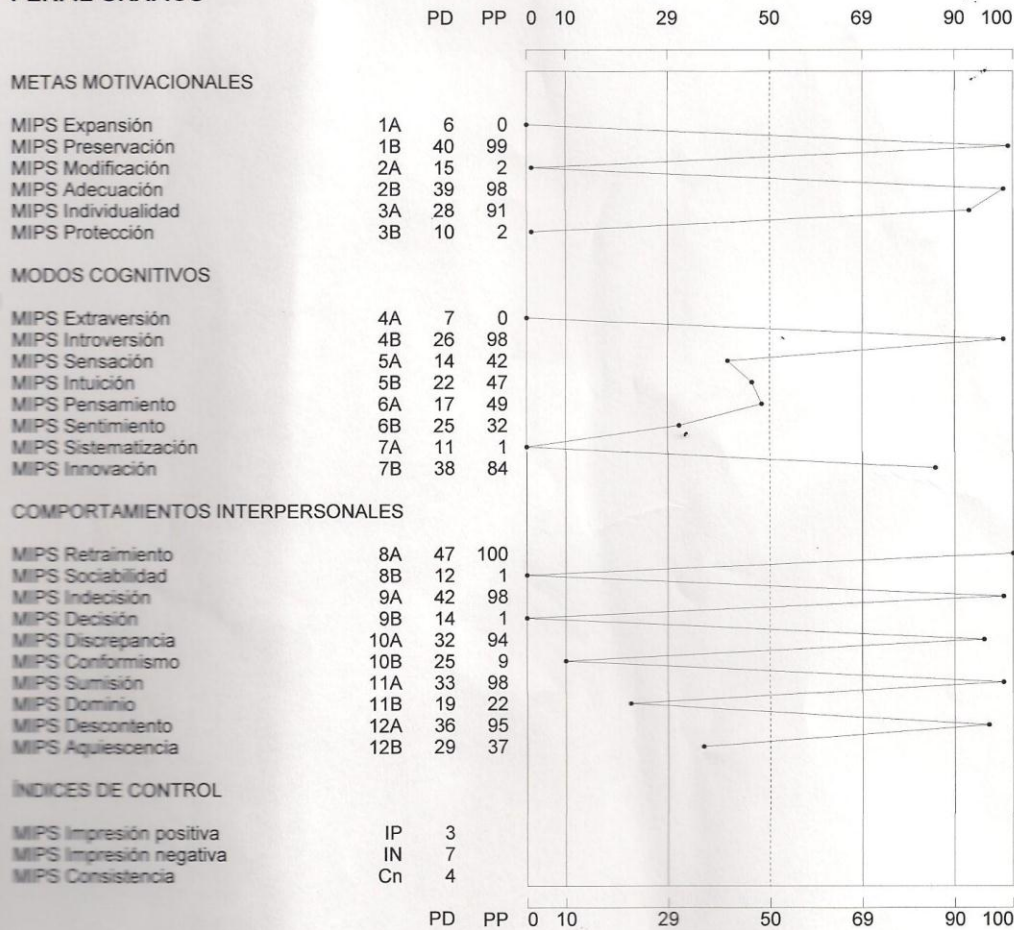 PD PP 0 10 29 50 69 90 100
METAS MOTIVACIONALES
MIPS Expansión 1A 6 0
MIPS Preservación 1B 40 99
MIPS Modificación 2A 15 2
MIPS Adecuación 2B 39 98
MIPS Individualidad 3A 28 91
MIPS Protección 3B 10 2
MODOS COGNITIVOS
MIPS Extraversión 4A 7 0
MIPS Introversión 4B 26 98
MIPS Sensación 5A 14 42
MIPS Intuición 5B 22 47
MIPS Pensamiento 6A 17 49
MIPS Sentimiento 6B 25 32
MIPS Sistematización 7A 11 1
MIPS Innovación 7B 38 84
COMPORTAMIENTOS INTERPERSONALES
MIPS Retraimiento 8A 47 100
MIPS Sociabilidad 8B 12 1
MIPS Indecisión 9A 42 98
MIPS Decisión 9B 14 1
MIPS Discrepancia 10A 32 94
MIPS Conformismo 10B 25 9
MIPS Sumisión 11A 33 98
MIPS Dominio 11B 19 22
MIPS Descontento 12A 36 95
MIPS Aquiescencia 12B 29 37
ÍNDICES DE CONTROL
MIPS Impresión positiva IP 3
MIPS Impresión negativa IN 7
MIPS Consistencia Cn 4
PD PP 0 10 29 50 69 90 100